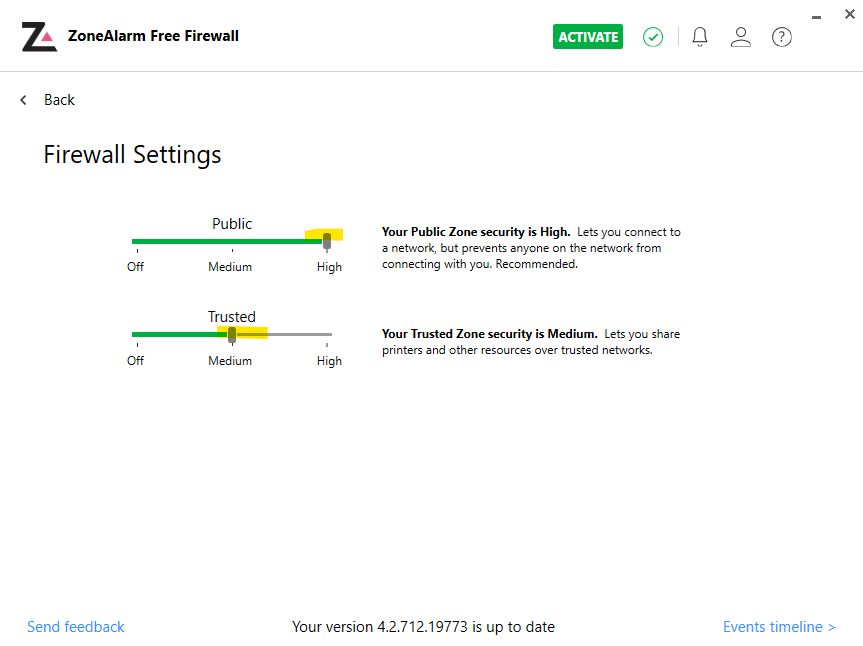 ZoneAlarm Free Firewall
ACTIVATE
?
Back
Firewall Settings
Public
Off Medium High
Your Public Zone security is High. Lets you connect to
a network, but prevents anyone on the network from
connecting with you. Recommended.
Trusted
Off Medium High
Your Trusted Zone security is Medium. Lets you share
printers and other resources over trusted networks.
Send feedback
Your version 4.2.712.19773 is up to date
Events timeline >